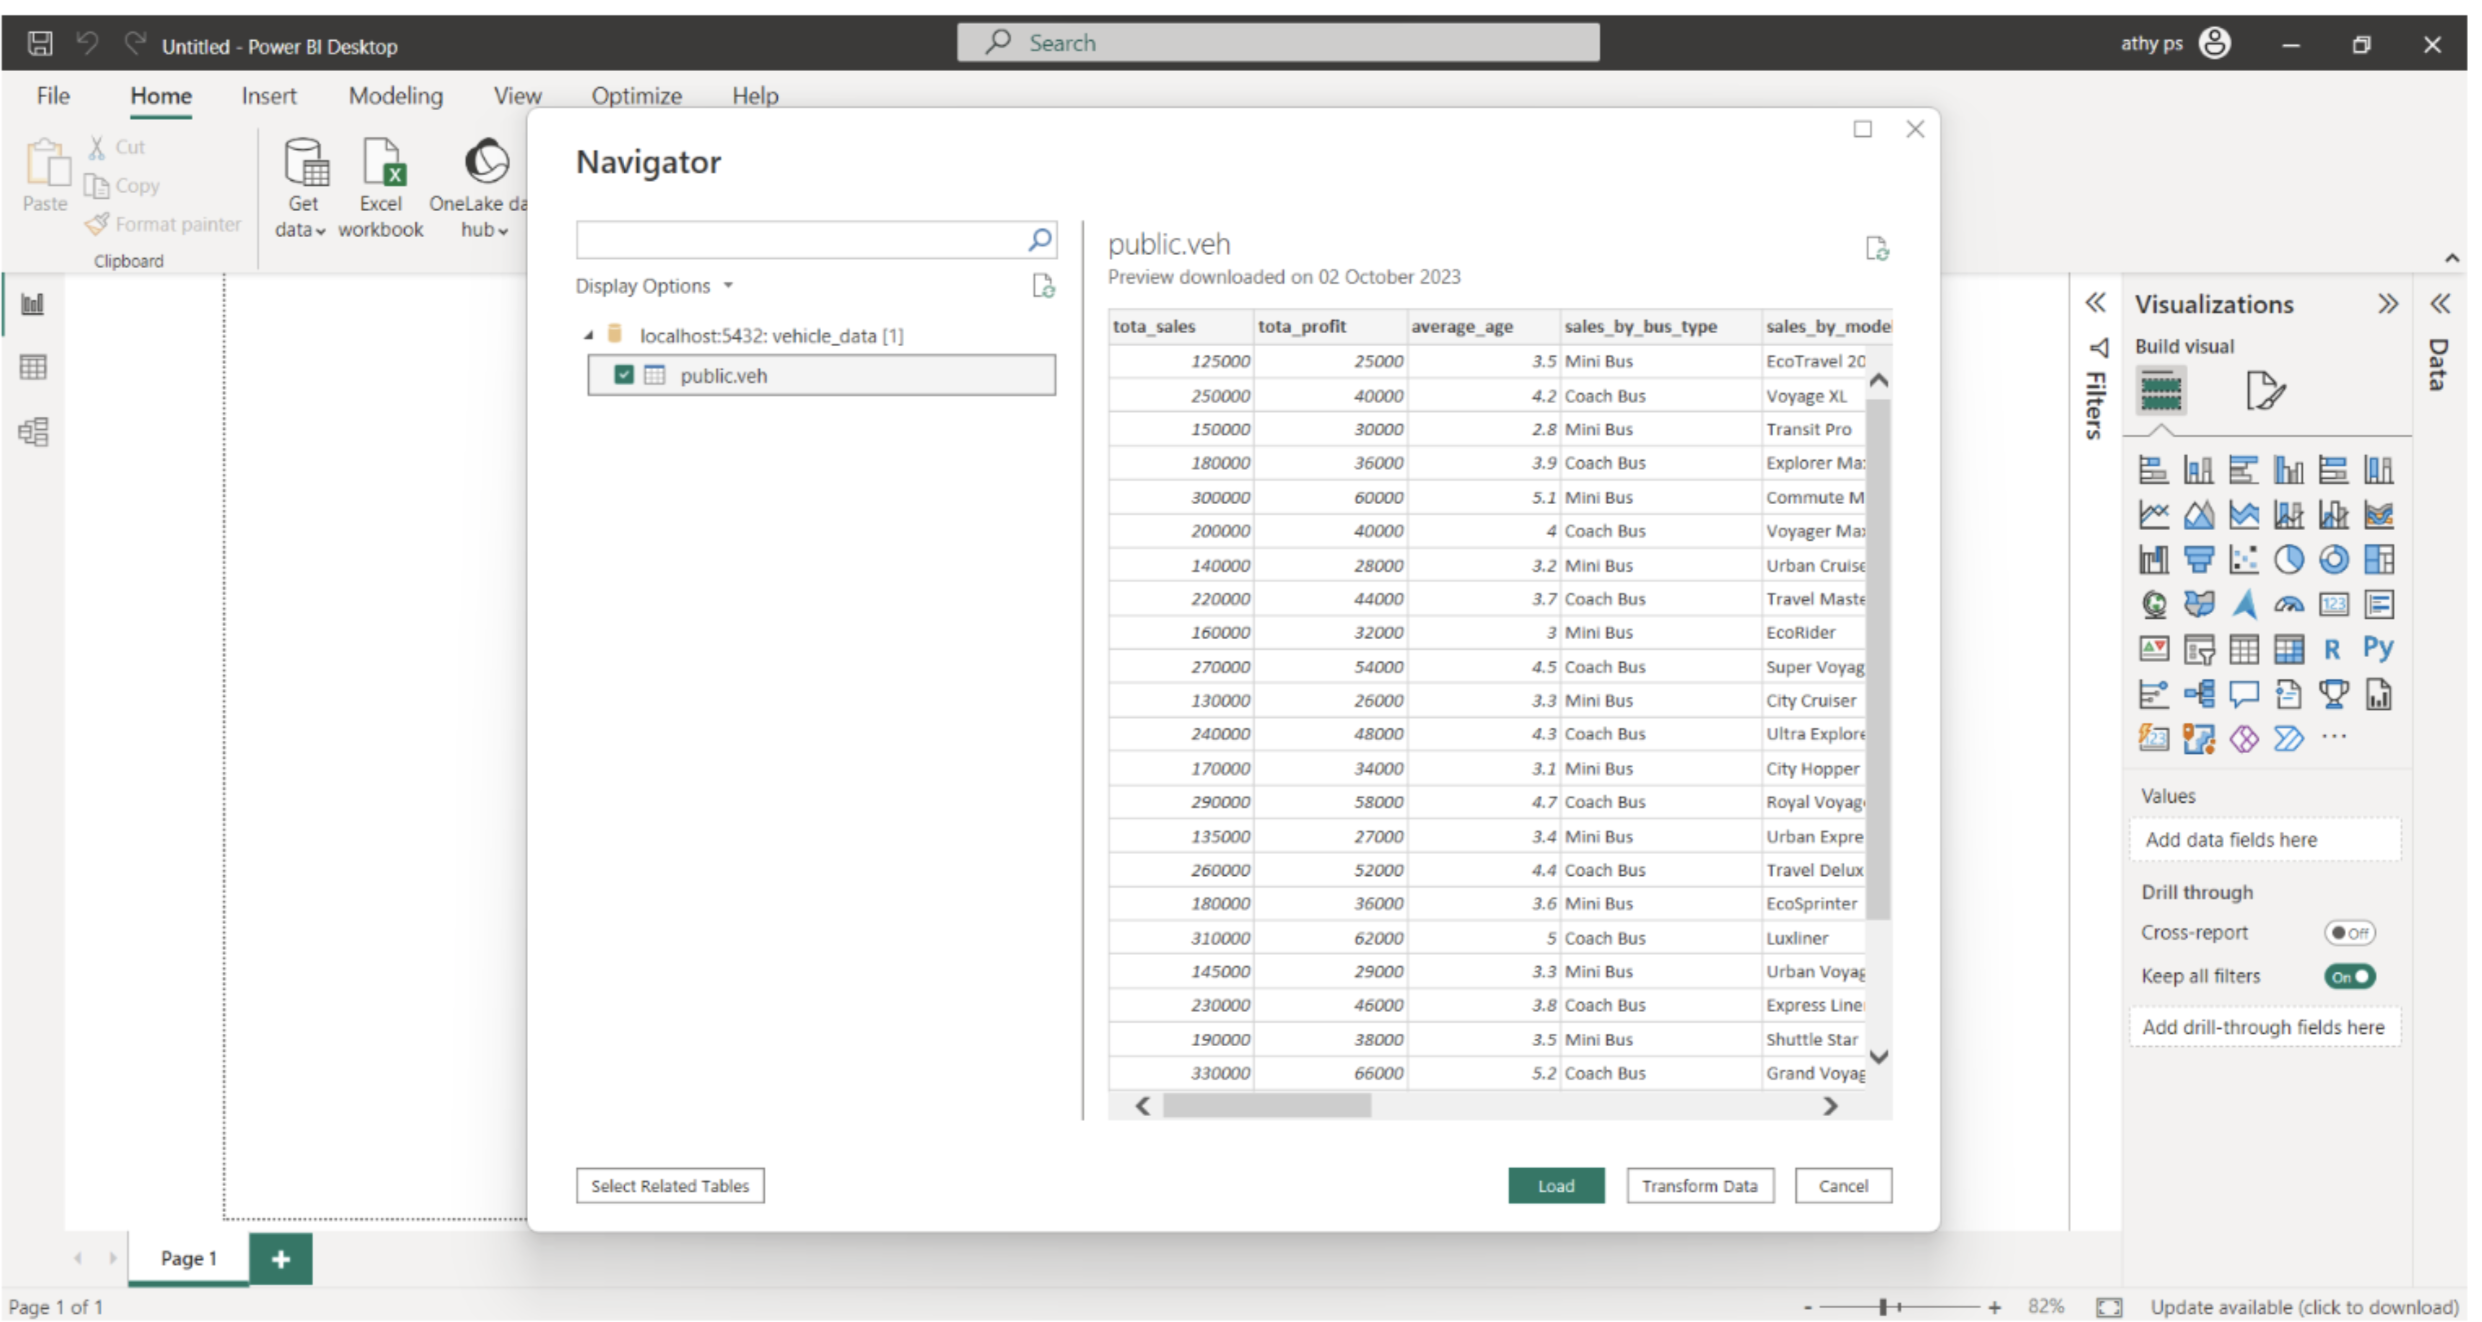 Untitled - Power BI Desktop
Search
athy ps
File Home Insert Modeling View Optimize Help
Paste
Cut
Copy
Format painter
Clipboard
Get data
Excel workbook
OneLake da
hub
Navigator
Display Options
localhost:5432: vehicle_data [1]
public.veh
public.veh
Preview downloaded on 02 October 2023
tota_sales tota_profit average_age sales_by_bus_type sales_by_model
125000 25000 3.5 Mini Bus EcoTravel 20
250000 40000 4.2 Coach Bus Voyage XL
150000 30000 2.8 Mini Bus Transit Pro
180000 36000 3.9 Coach Bus Explorer Ma
300000 60000 5.1 Mini Bus Commute M
200000 40000 4 Coach Bus Voyager Ma
140000 28000 3.2 Mini Bus Urban Cruise
220000 44000 3.7 Coach Bus Travel Maste
160000 32000 3 Mini Bus EcoRider
270000 54000 4.5 Coach Bus Super Voyag
130000 26000 3.3 Mini Bus City Cruiser
240000 48000 4.3 Coach Bus Ultra Explore
170000 34000 3.1 Mini Bus City Hopper
290000 58000 4.7 Coach Bus Royal Voyag
135000 27000 3.4 Mini Bus Urban Expre
260000 52000 4.4 Coach Bus Travel Delux
180000 36000 3.6 Mini Bus EcoSprinter
310000 62000 5 Coach Bus Luxliner
145000 29000 3.3 Mini Bus Urban Voyag
230000 46000 3.8 Coach Bus Express Line
190000 38000 3.5 Mini Bus Shuttle Star
330000 66000 5.2 Coach Bus Grand Voyag
Select Related Tables
Load
Transform Data
Cancel
Filters
Visualizations
Build visual
123
R
Py
123
Values
Add data fields here
Drill through
Cross-report
Off
Keep all filters
On
Add drill-through fields here
Data
Page 1
+
Page 1 of 1
- + 82%
Update available (click to download)